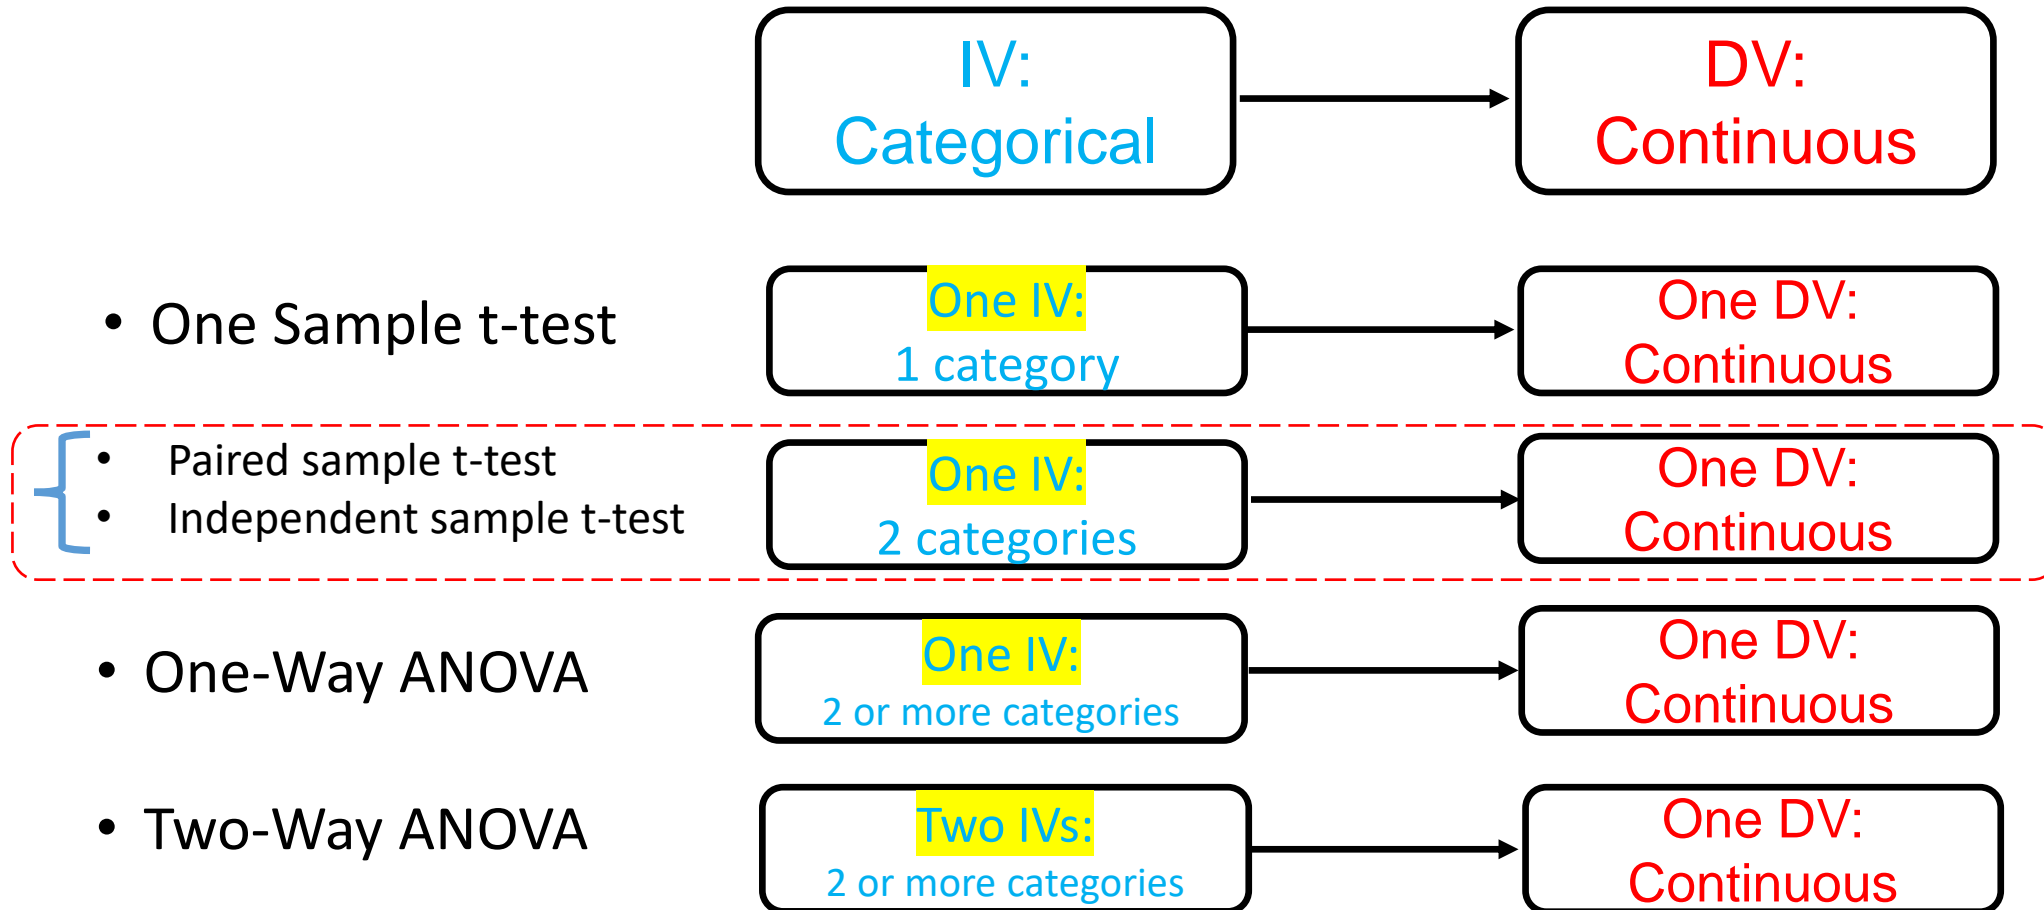 IV:
Categorical
DV:
Continuous
• One Sample t-test
One IV:
1 category
One DV:
Continuous
• Paired sample t-test
• Independent sample t-test
One IV:
2 categories
One DV:
Continuous
• One-Way ANOVA
One IV:
2 or more categories
One DV:
Continuous
• Two-Way ANOVA
Two IVs:
2 or more categories
One DV:
Continuous